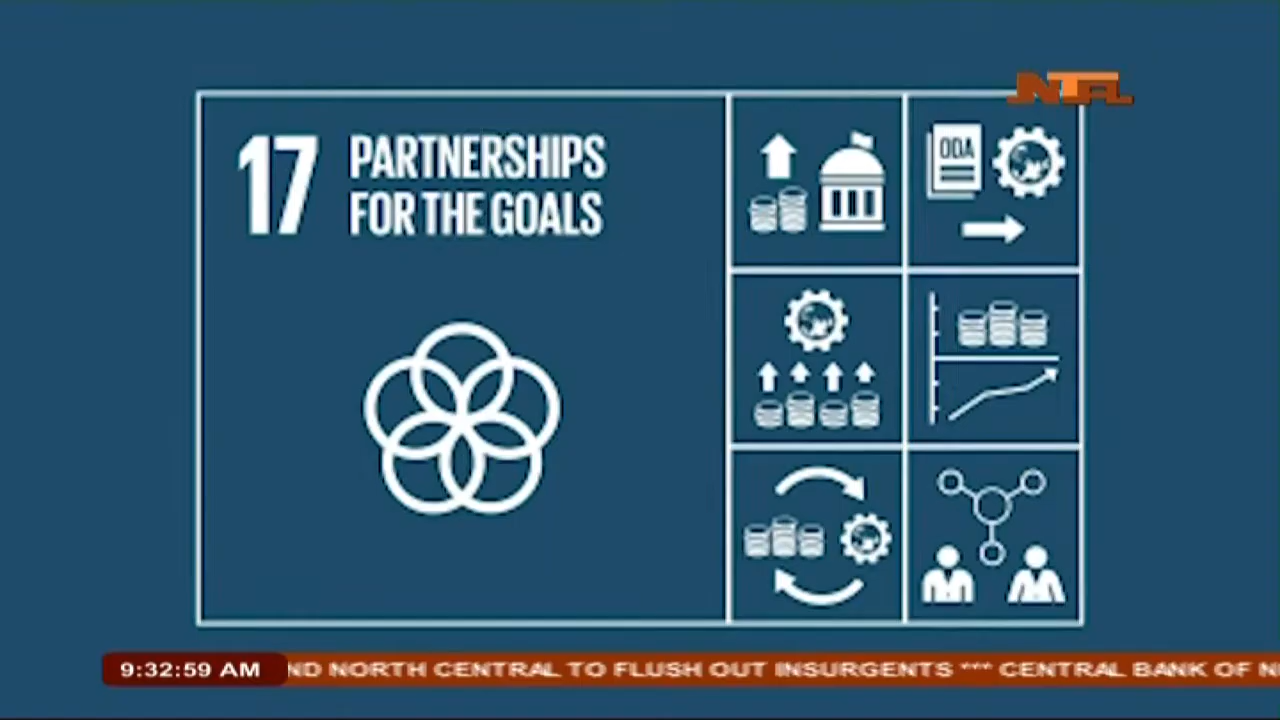 NTA
17 PARTNERSHIPS
FOR THE GOALS
ODA
9:32:59 AM
ND NORTH CENTRAL TO FLUSH OUT INSURGENTS *** CENTRAL BANK OF N